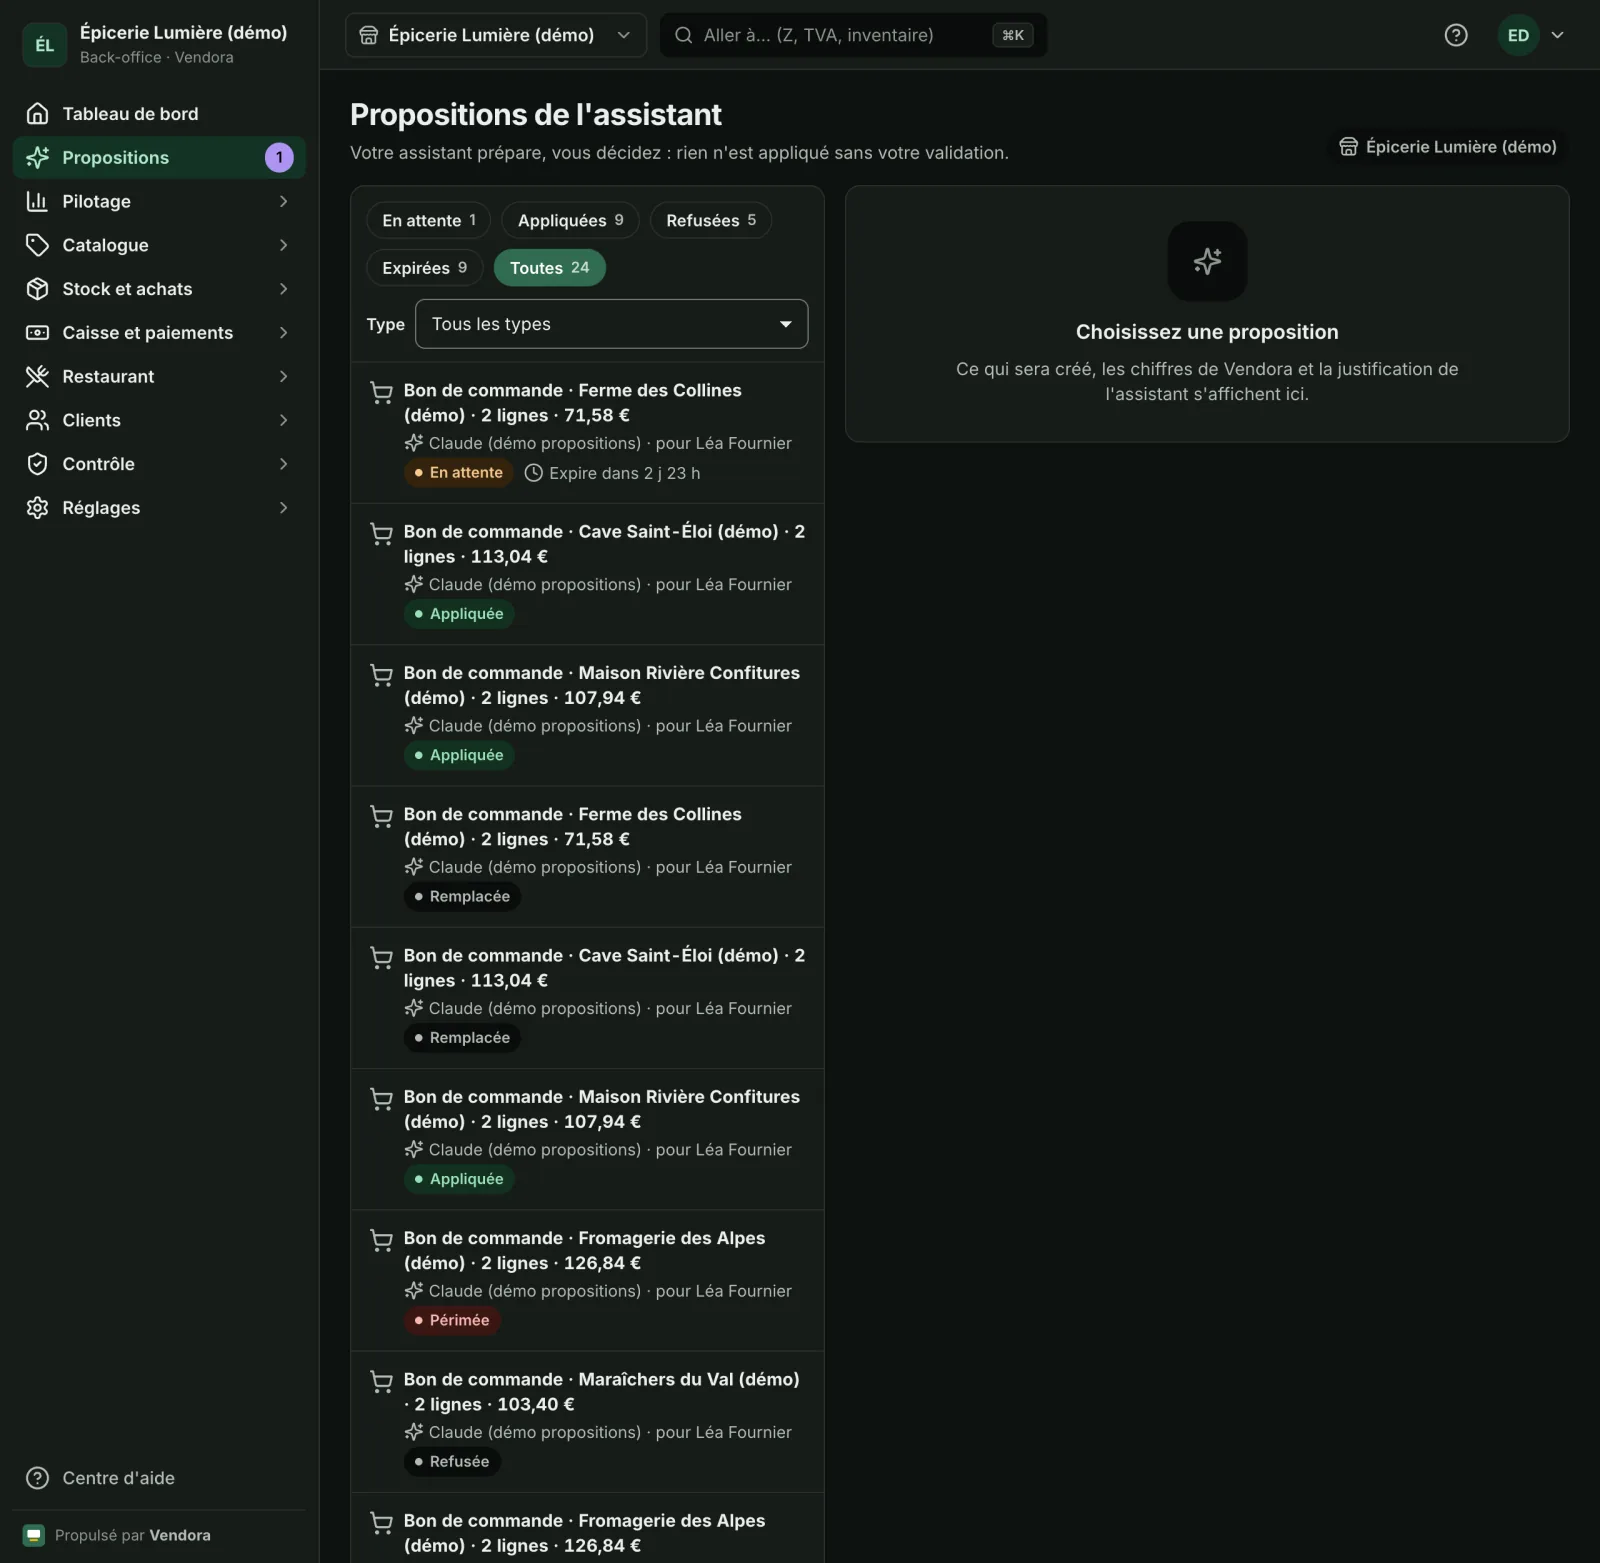 ÉL
Épicerie Lumière (démo)
Back-office · Vendora
Tableau de bord
Propositions 1
Pilotage
Catalogue
Stock et achats
Caisse et paiements
Restaurant
Clients
Contrôle
Réglages
Centre d'aide
Propulsé par Vendora
Épicerie Lumière (démo)
Aller à... (Z, TVA, inventaire) ⌘K
ED
Propositions de l'assistant
Votre assistant prépare, vous décidez : rien n'est appliqué sans votre validation.
Épicerie Lumière (démo)
En attente 1 Appliquées 9 Refusées 5
Expirées 9 Toutes 24
Type Tous les types
Bon de commande · Ferme des Collines
(démo) · 2 lignes · 71,58 €
Claude (démo propositions) · pour Léa Fournier
En attente Expire dans 2 j 23 h
Bon de commande · Cave Saint-Éloi (démo) · 2
lignes · 113,04 €
Claude (démo propositions) · pour Léa Fournier
Appliquée
Bon de commande · Maison Rivière Confitures
(démo) · 2 lignes · 107,94 €
Claude (démo propositions) · pour Léa Fournier
Appliquée
Bon de commande · Ferme des Collines
(démo) · 2 lignes · 71,58 €
Claude (démo propositions) · pour Léa Fournier
Remplacée
Bon de commande · Cave Saint-Éloi (démo) · 2
lignes · 113,04 €
Claude (démo propositions) · pour Léa Fournier
Remplacée
Bon de commande · Maison Rivière Confitures
(démo) · 2 lignes · 107,94 €
Claude (démo propositions) · pour Léa Fournier
Appliquée
Bon de commande · Fromagerie des Alpes
(démo) · 2 lignes · 126,84 €
Claude (démo propositions) · pour Léa Fournier
Périmée
Bon de commande · Maraîchers du Val (démo)
· 2 lignes · 103,40 €
Claude (démo propositions) · pour Léa Fournier
Refusée
Bon de commande · Fromagerie des Alpes
(démo) · 2 lignes · 126,84 €
Choisissez une proposition
Ce qui sera créé, les chiffres de Vendora et la justification de
l'assistant s'affichent ici.